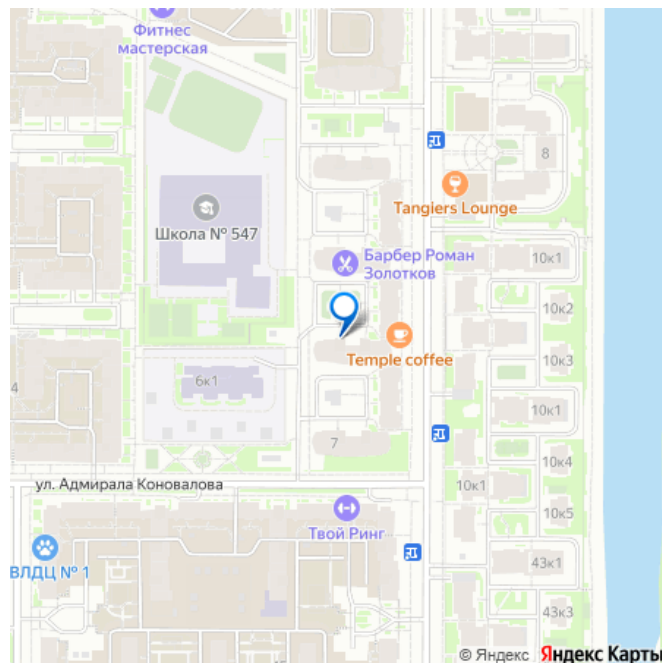 Фитнес
мастерская
8
Tangiers Lounge
Школа № 547
Барбер Роман
Золотков
10к1
10к2
Temple coffee
10к3
4
6к1
10к1
7
10к4
ул. Адмирала Коновалова
10к1
Твой Ринг
10к5
ВЛДЦ № 1
43к1
43к3
© Яндекс Яндекс Карты